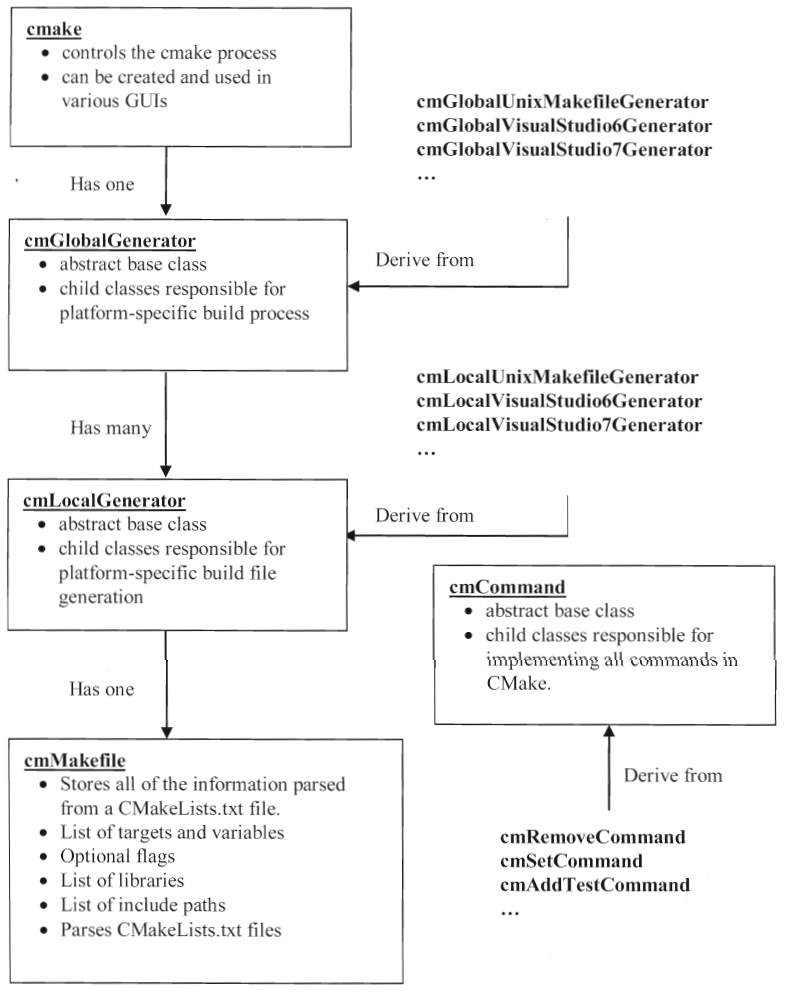 cmake
• controls the cmake process
• can be created and used in
various GUIs
cmGlobalUnixMakefileGenerator
cmGlobalVisualStudio6Generator
cmGlobalVisualStudio7Generator
...
Has one
cmGlobalGenerator
• abstract base class
• child classes responsible for
platform-specific build process
Derive from
cmLocalUnixMakefileGenerator
cmLocalVisualStudio6Generator
cmLocalVisualStudio7Generator
...
Has many
cmLocalGenerator
• abstract base class
• child classes responsible for
platform-specific build file
generation
Derive from
cmCommand
• abstract base class
• child classes responsible for
implementing all commands in
CMake.
Has one
cmMakefile
• Stores all of the information parsed
from a CMakeLists.txt file.
• List of targets and variables
• Optional flags
• List of libraries
• List of include paths
• Parses CMakeLists.txt files
Derive from
cmRemoveCommand
cmSetCommand
cmAddTestCommand
...